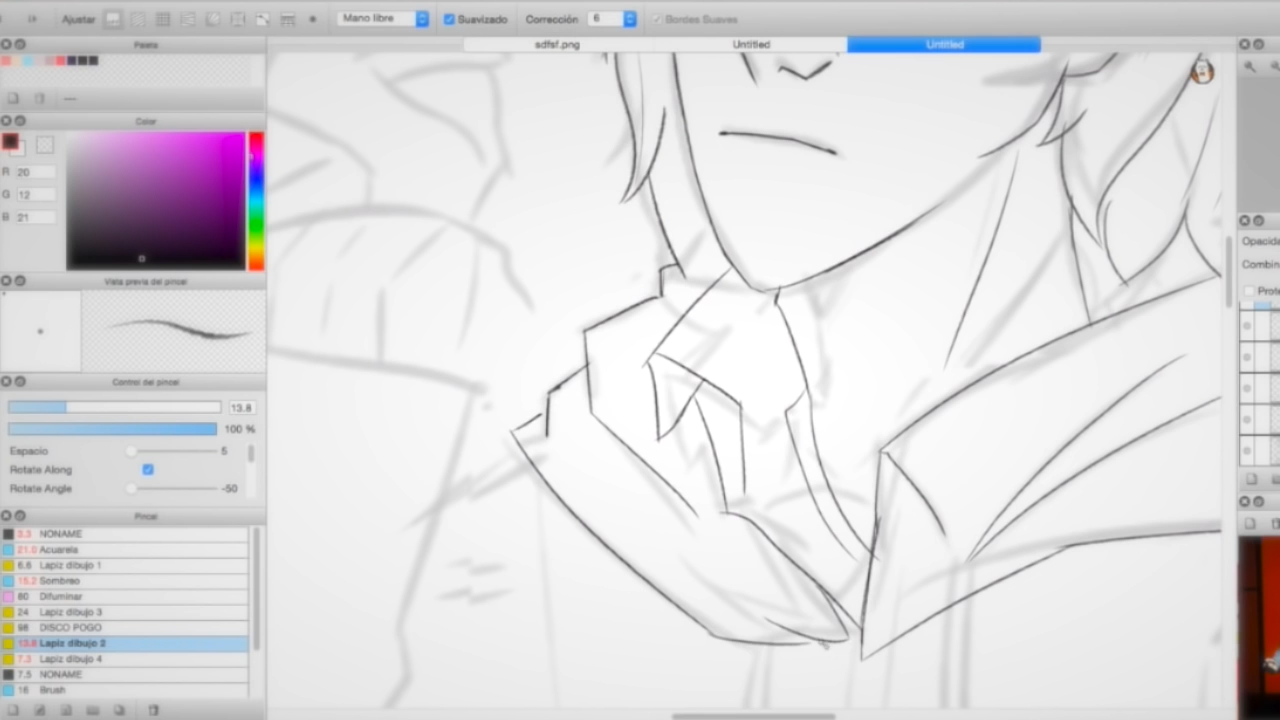 Ajustar
Mano libre
Suavizado
Corrección
6
Bordes Suaves
sdfsf.png
Untitled
Untitled
Paleta
Color
R 20
G 12
B 21
Vista previa del pincel
Control del pincel
13.8
100 %
Espacio 5
Rotate Along
Rotate Angle -50
Pincel
3.3 NONAME
21.0 Acuarela
6.6 Lapiz dibujo 1
15.2 Sombreo
60 Difuminar
24 Lapiz dibujo 3
98 DISCO POGO
13.8 Lapiz dibujo 2
7.3 Lapiz dibujo 4
7.5 NONAME
16 Brush
Opacida
Combin
Prote